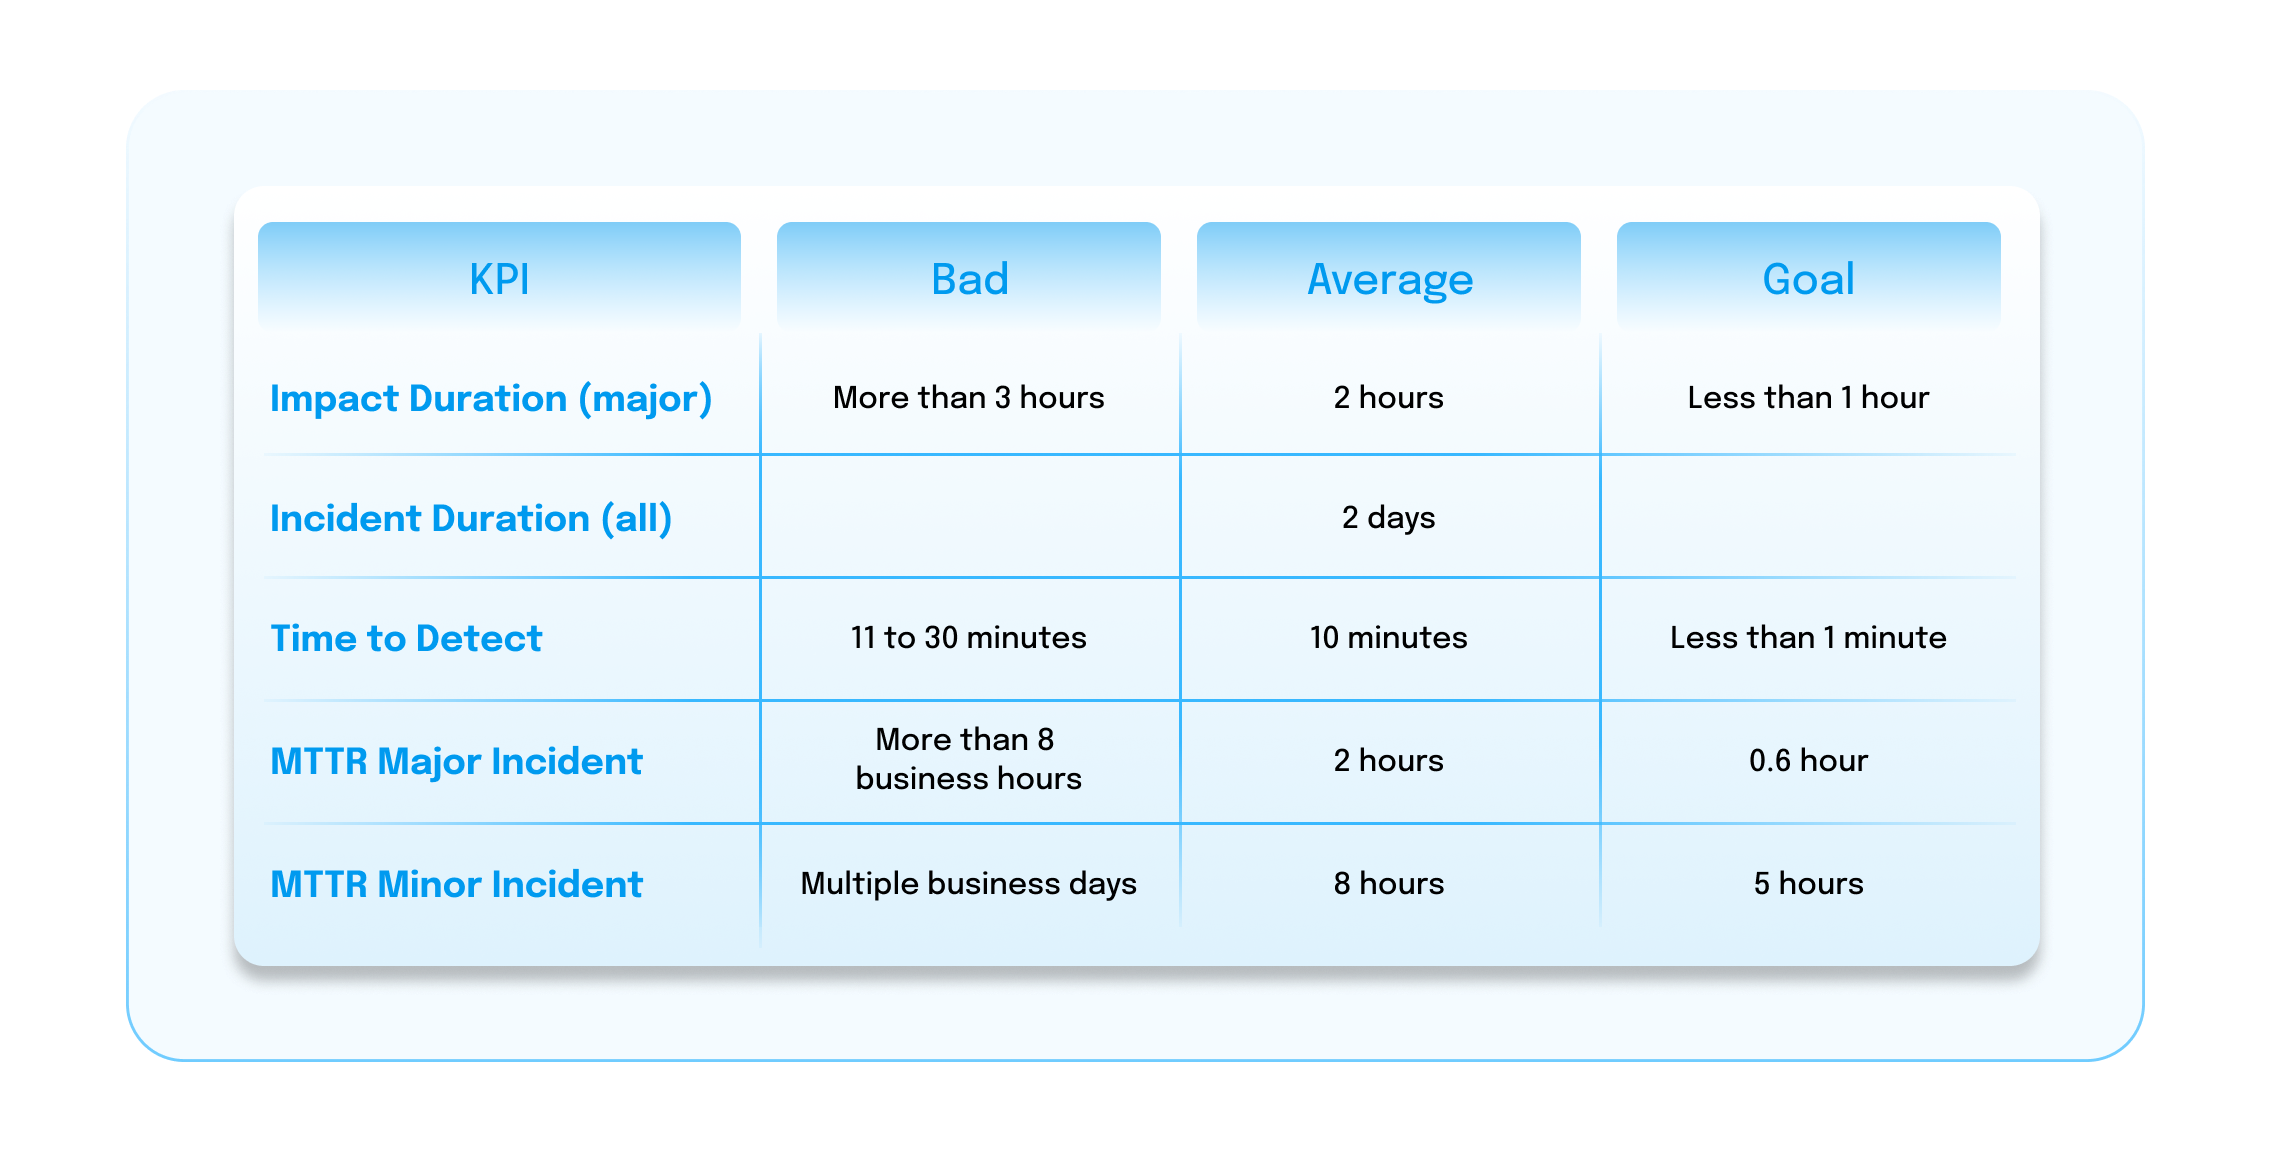 KPI Bad Average Goal
Impact Duration (major) More than 3 hours 2 hours Less than 1 hour
Incident Duration (all) 2 days
Time to Detect 11 to 30 minutes 10 minutes Less than 1 minute
MTTR Major Incident More than 8 business hours 2 hours 0.6 hour
MTTR Minor Incident Multiple business days 8 hours 5 hours